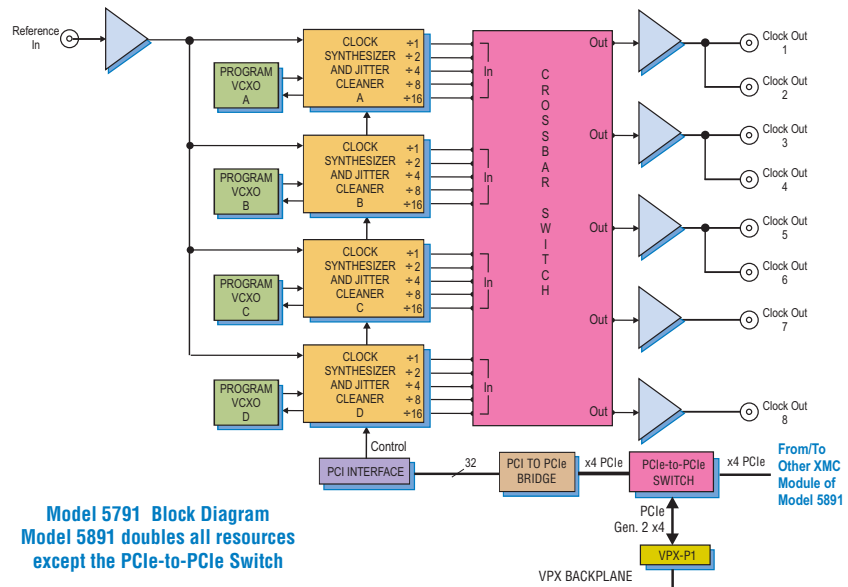 Reference
In
CLOCK
SYNTHESIZER
AND JITTER
CLEANER
A
÷1
÷2
÷4
÷8
÷16
PROGRAM
VCXO
A
In
CLOCK
SYNTHESIZER
AND JITTER
CLEANER
B
÷1
÷2
÷4
÷8
÷16
PROGRAM
VCXO
B
In
CLOCK
SYNTHESIZER
AND JITTER
CLEANER
C
÷1
÷2
÷4
÷8
÷16
PROGRAM
VCXO
C
In
CLOCK
SYNTHESIZER
AND JITTER
CLEANER
D
÷1
÷2
÷4
÷8
÷16
PROGRAM
VCXO
D
In
CROSSBAR SWITCH
Out
Clock Out
1
Clock Out
2
Out
Clock Out
3
Clock Out
4
Out
Clock Out
5
Clock Out
6
Out
Clock Out
7
Out
Clock Out
8
Control
PCI INTERFACE
32
PCI TO PCIe
BRIDGE
x4 PCIe
PCIe-to-PCIe
SWITCH
x4 PCIe
From/To
Other XMC
Module of
Model 5891
PCIe
Gen. 2 x4
VPX-P1
VPX BACKPLANE
Model 5791 Block Diagram
Model 5891 doubles all resources
except the PCIe-to-PCIe Switch